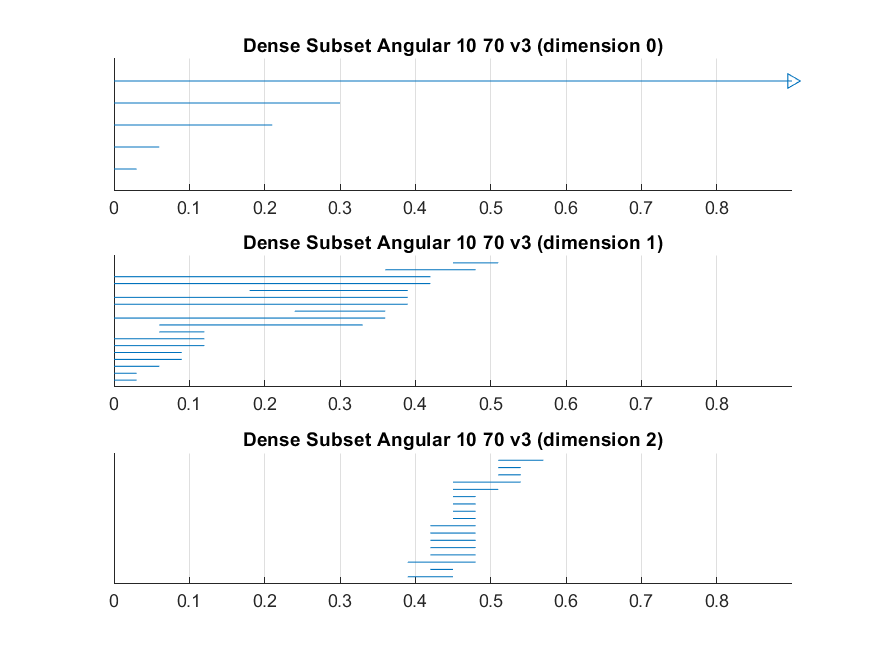 Dense Subset Angular 10 70 v3 (dimension 0)
0 0.1 0.2 0.3 0.4 0.5 0.6 0.7 0.8
Dense Subset Angular 10 70 v3 (dimension 1)
0 0.1 0.2 0.3 0.4 0.5 0.6 0.7 0.8
Dense Subset Angular 10 70 v3 (dimension 2)
0 0.1 0.2 0.3 0.4 0.5 0.6 0.7 0.8